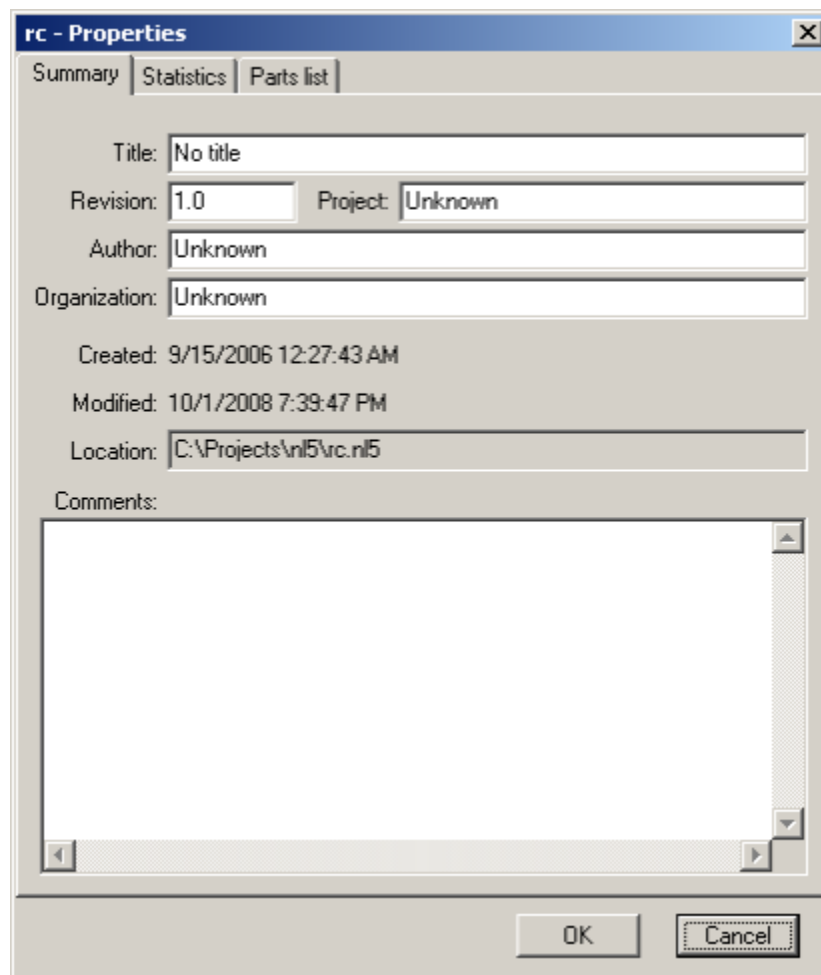 rc - Properties
Summary Statistics Parts list
Title: No title
Revision: 1.0 Project: Unknown
Author: Unknown
Organization: Unknown
Created: 9/15/2006 12:27:43 AM
Modified: 10/1/2008 7:39:47 PM
Location: C:\Projects\nl5\rc.nl5
Comments:
OK Cancel